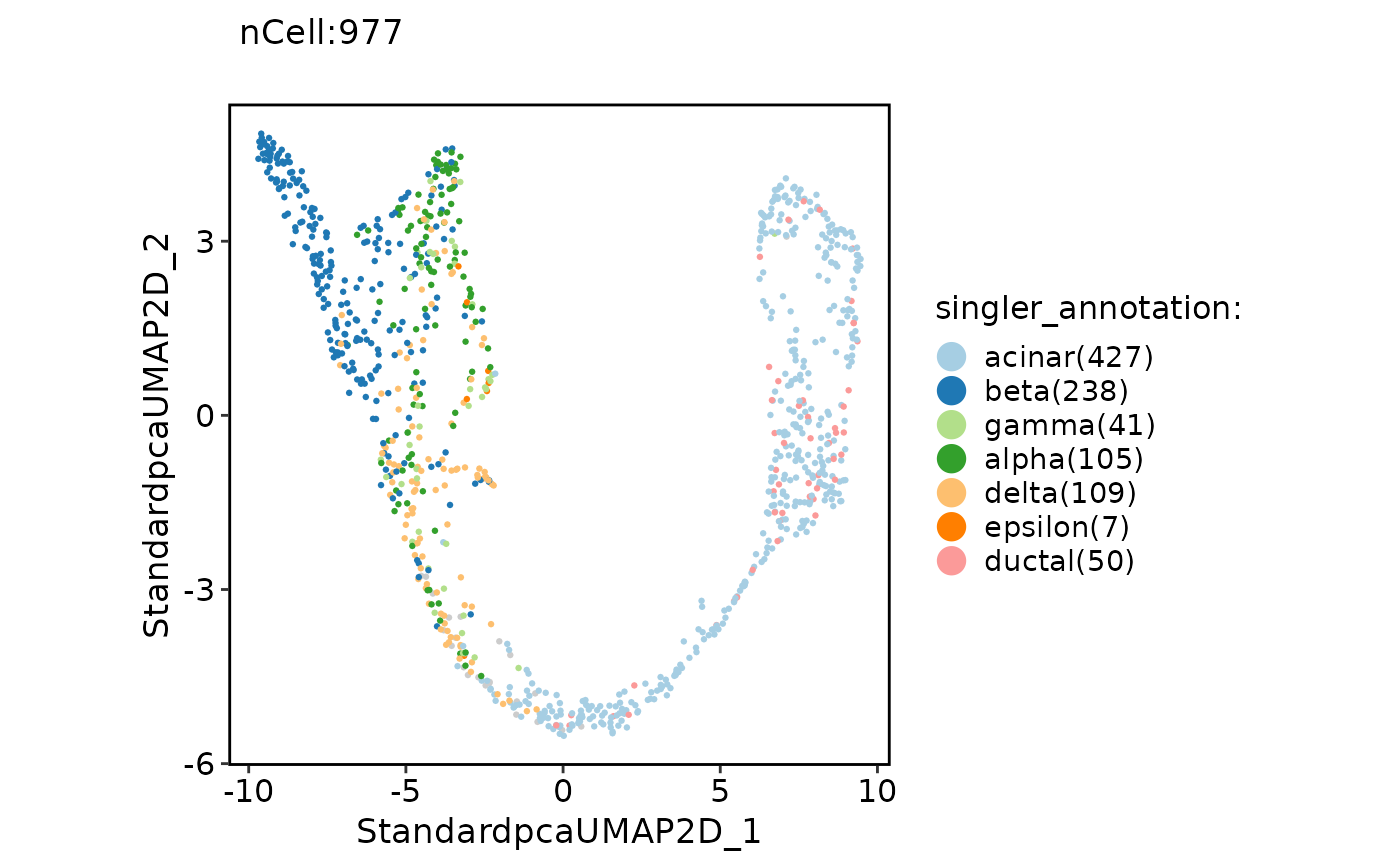 nCell:977
StandardpcaUMAP2D_2
3
0
-3
-6
-10
-5
0
5
10
StandardpcaUMAP2D_1
singler_annotation:
acinar(427)
beta(238)
gamma(41)
alpha(105)
delta(109)
epsilon(7)
ductal(50)